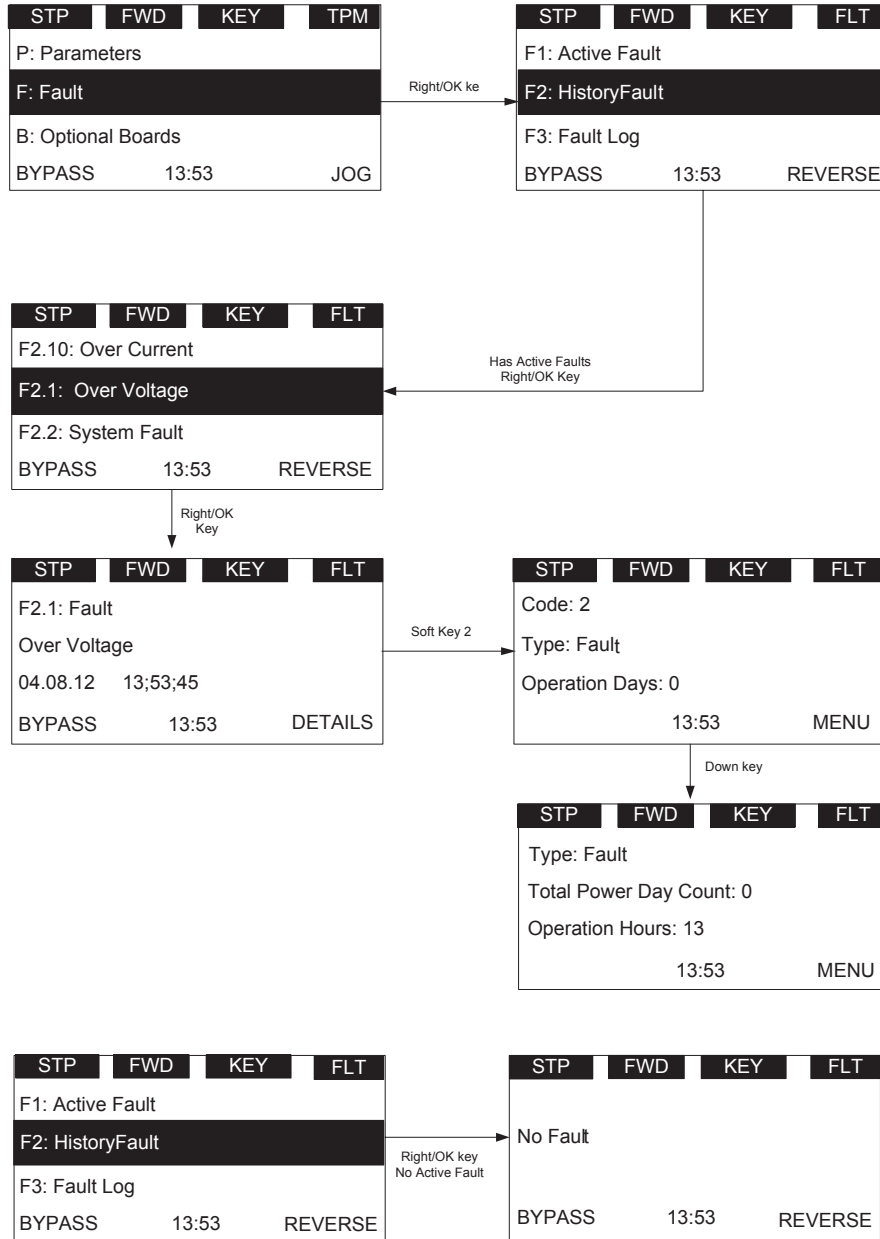 STP FWD KEY TPM
P: Parameters
F: Fault
B: Optional Boards
BYPASS 13:53 JOG
Right/OK ke
STP FWD KEY FLT
F1: Active Fault
F2: HistoryFault
F3: Fault Log
BYPASS 13:53 REVERSE
Has Active Faults
Right/OK Key
STP FWD KEY FLT
F2.10: Over Current
F2.1: Over Voltage
F2.2: System Fault
BYPASS 13:53 REVERSE
Right/OK
Key
STP FWD KEY FLT
F2.1: Fault
Over Voltage
04.08.12 13;53;45
BYPASS 13:53 DETAILS
Soft Key 2
STP FWD KEY FLT
Code: 2
Type: Fault
Operation Days: 0
13:53 MENU
Down key
STP FWD KEY FLT
Type: Fault
Total Power Day Count: 0
Operation Hours: 13
13:53 MENU
STP FWD KEY FLT
F1: Active Fault
F2: HistoryFault
F3: Fault Log
BYPASS 13:53 REVERSE
Right/OK key
No Active Fault
STP FWD KEY FLT
No Fault
BYPASS 13:53 REVERSE